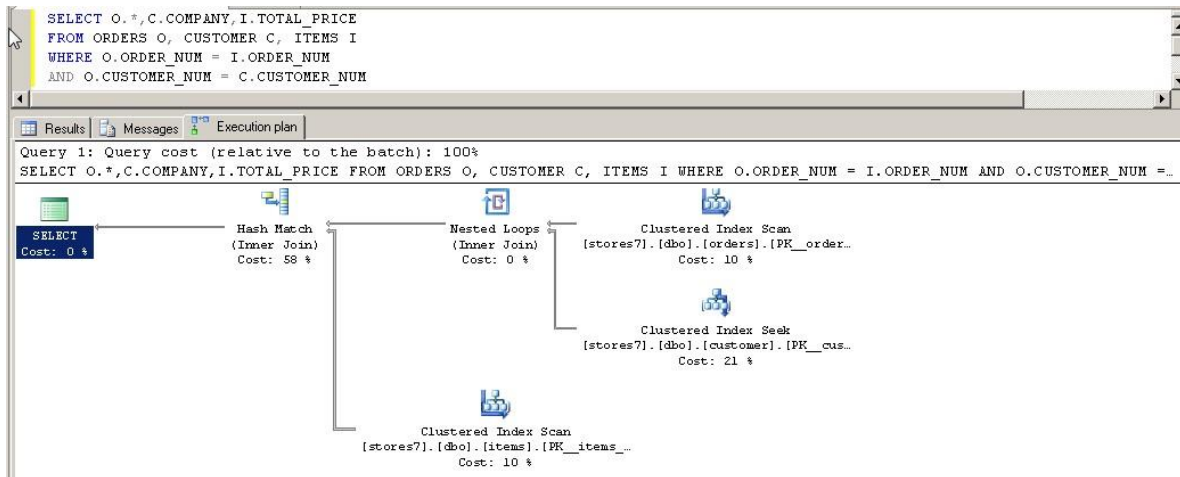 SELECT O.*,C.COMPANY,I.TOTAL_PRICE
FROM ORDERS O, CUSTOMER C, ITEMS I
WHERE O.ORDER_NUM = I.ORDER_NUM
AND O.CUSTOMER_NUM = C.CUSTOMER_NUM
Results Messages Execution plan
Query 1: Query cost (relative to the batch): 100%
SELECT O.*,C.COMPANY,I.TOTAL_PRICE FROM ORDERS O, CUSTOMER C, ITEMS I WHERE O.ORDER_NUM = I.ORDER_NUM AND O.CUSTOMER_NUM =…
SELECT
Cost: 0 %
Hash Match
(Inner Join)
Cost: 58 %
Nested Loops
(Inner Join)
Cost: 0 %
Clustered Index Scan
[stores7].[dbo].[orders].[PK__order…
Cost: 10 %
Clustered Index Seek
[stores7].[dbo].[customer].[PK__cus…
Cost: 21 %
Clustered Index Scan
[stores7].[dbo].[items].[PK__items_…
Cost: 10 %